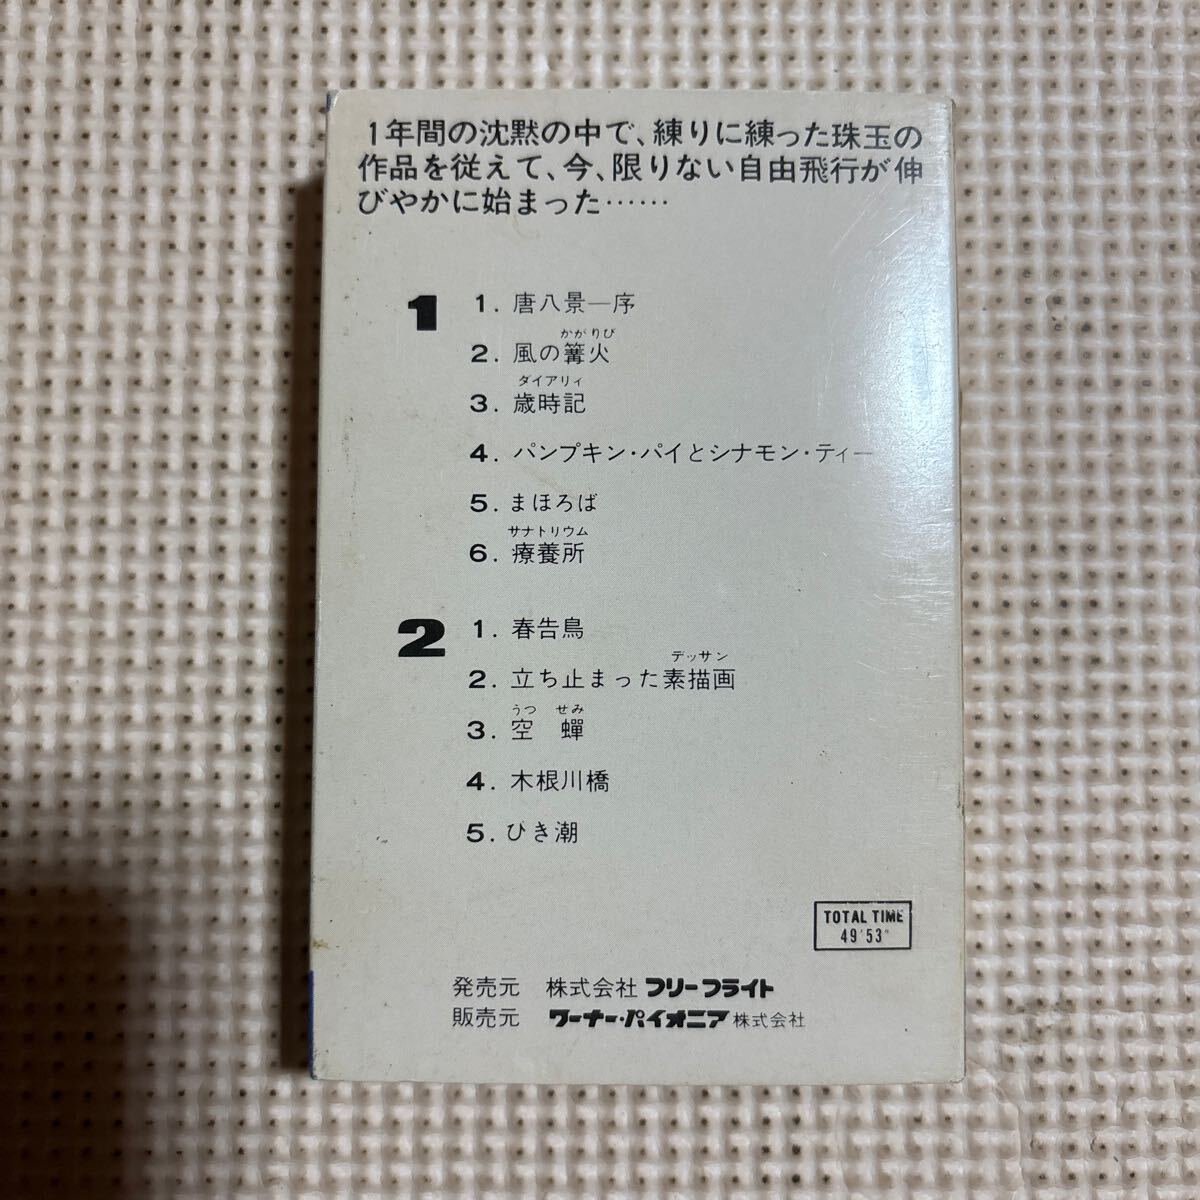 1年間の沈黙の中で、練りに練った珠玉の
作品を従えて、今、限りない自由飛行が伸
びやかに始まった……
1
1. 唐八景―序
かがりび
2. 風の篝火
ダイアリィ
3. 歳時記
4. パンプキン・パイとシナモン・ティー
5. まほろば
サナトリウム
6. 療養所
2
1. 春告鳥
デッサン
2. 立ち止まった素描画
うつ せみ
3. 空 蟬
4. 木根川橋
5. ひき潮
TOTAL TIME
49'53"
発売元 株式会社 フリーフライト
販売元 ワーナー・パイオニア 株式会社